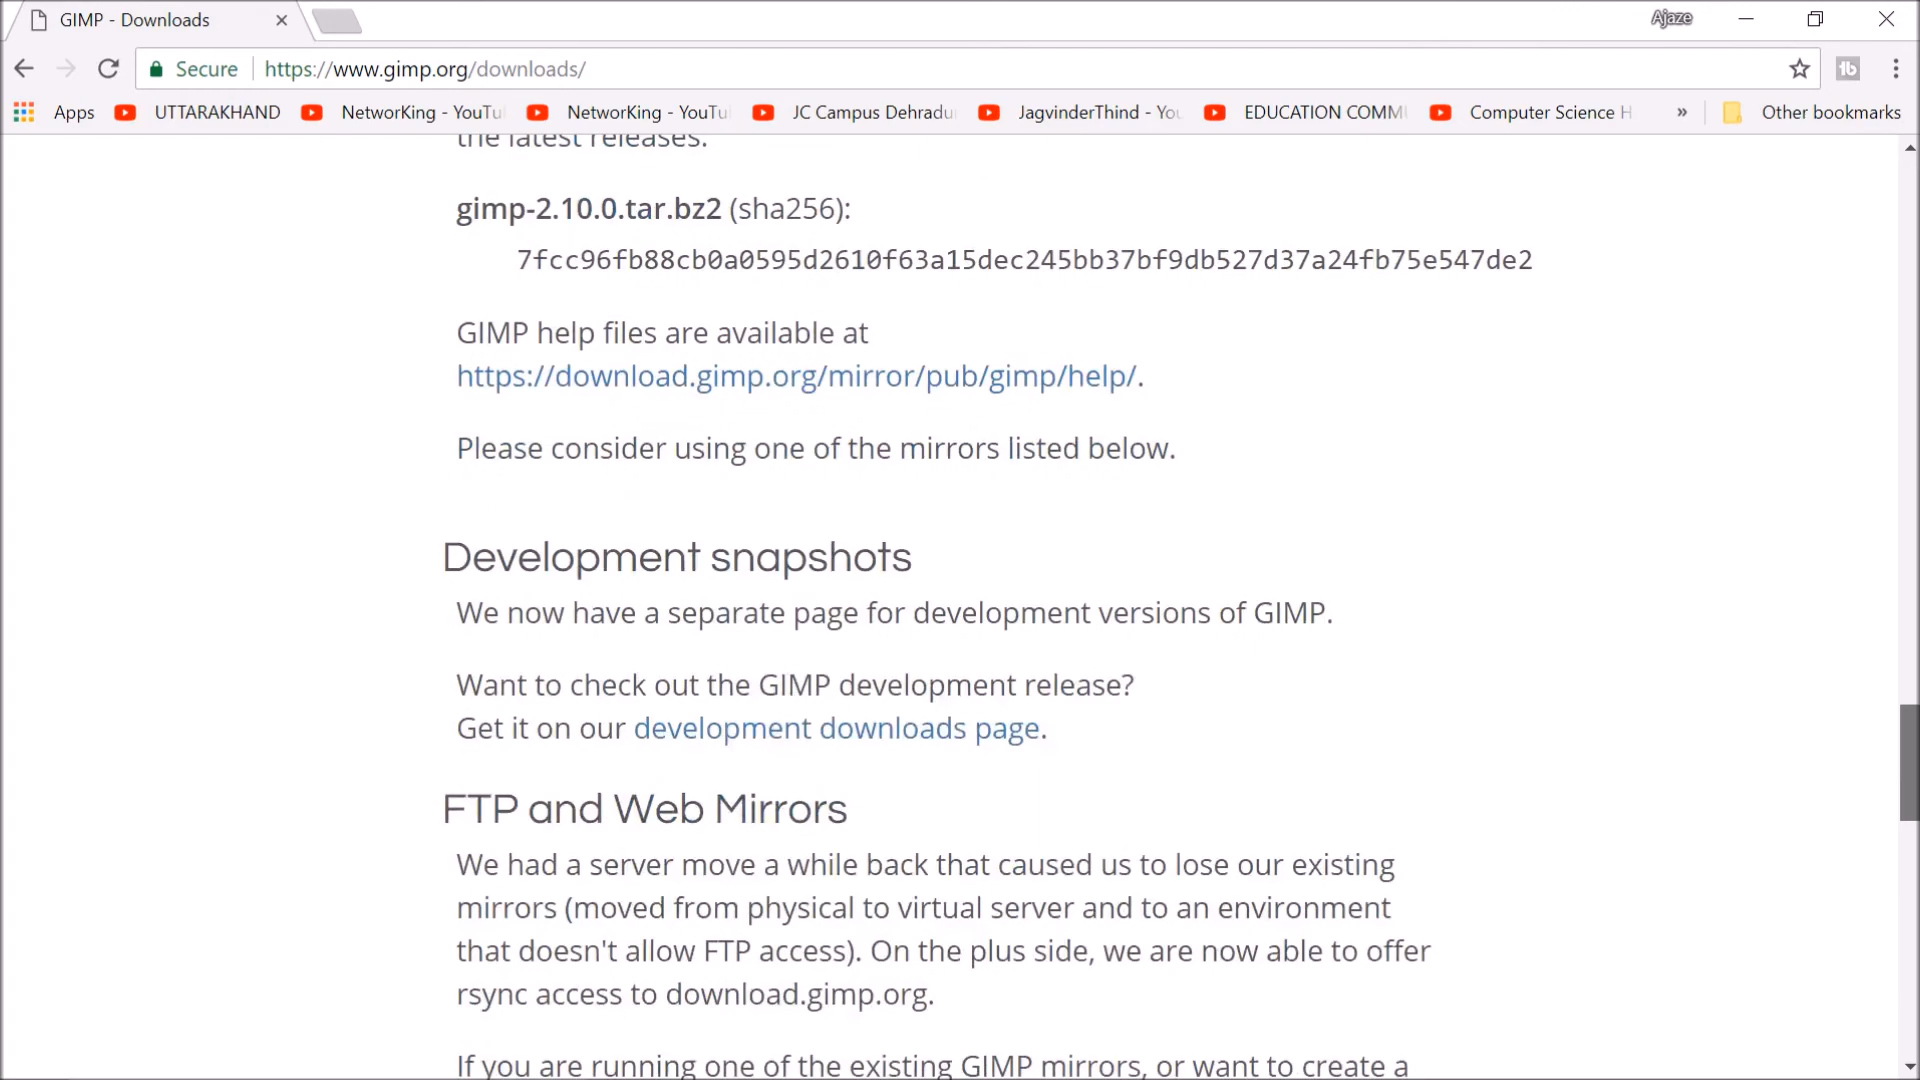 GIMP - Downloads
Ajaze
Secure
https://www.gimp.org/downloads/
Apps
UTTARAKHAND
NetworKing - YouTu
NetworKing - YouTu
JC Campus Dehradu
JagvinderThind - You
EDUCATION COMM
Computer Science H
»
Other bookmarks
the latest releases.
gimp-2.10.0.tar.bz2 (sha256):
7fcc96fb88cb0a0595d2610f63a15dec245bb37bf9db527d37a24fb75e547de2
GIMP help files are available at
https://download.gimp.org/mirror/pub/gimp/help/.
Please consider using one of the mirrors listed below.
Development snapshots
We now have a separate page for development versions of GIMP.
Want to check out the GIMP development release?
Get it on our development downloads page.
FTP and Web Mirrors
We had a server move a while back that caused us to lose our existing
mirrors (moved from physical to virtual server and to an environment
that doesn't allow FTP access). On the plus side, we are now able to offer
rsync access to download.gimp.org.
If you are running one of the existing GIMP mirrors, or want to create a